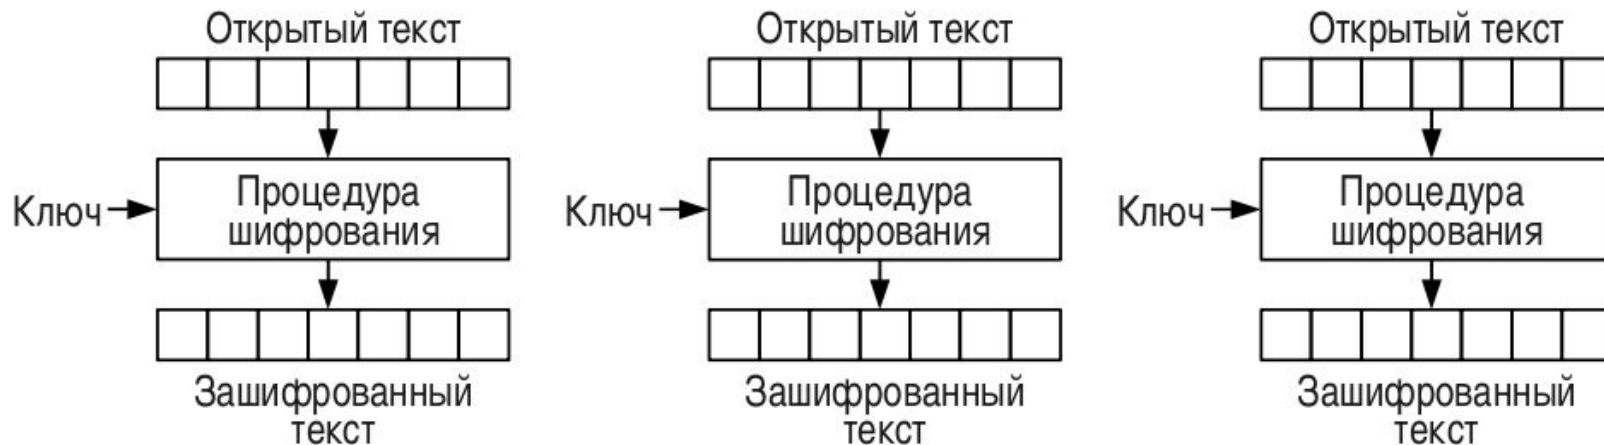 Открытый текст
Ключ
Процедура
шифрования
Зашифрованный
текст
Открытый текст
Ключ
Процедура
шифрования
Зашифрованный
текст
Открытый текст
Ключ
Процедура
шифрования
Зашифрованный
текст